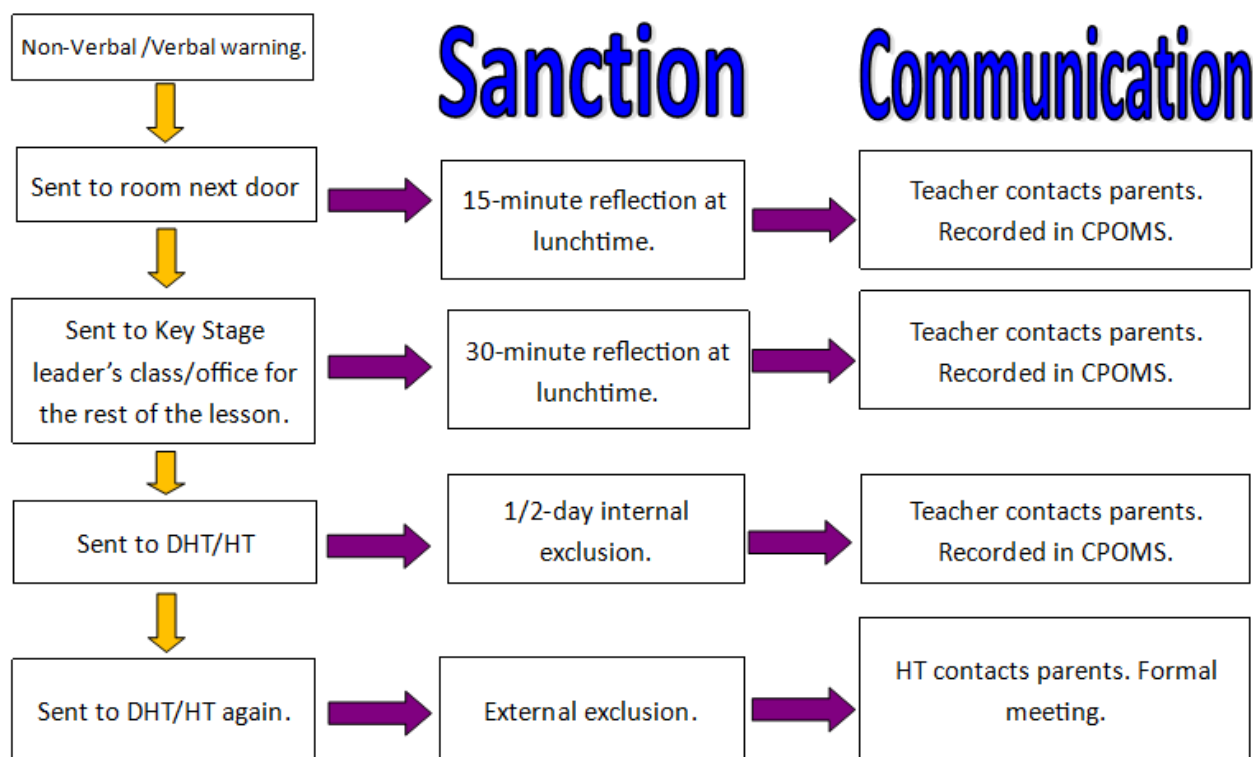 Sanction
Communication
Non-Verbal /Verbal warning.
Sent to room next door
15-minute reflection at
lunchtime.
Teacher contacts parents.
Recorded in CPOMS.
Sent to Key Stage
leader’s class/office for
the rest of the lesson.
30-minute reflection at
lunchtime.
Teacher contacts parents.
Recorded in CPOMS.
Sent to DHT/HT
1/2-day internal
exclusion.
Teacher contacts parents.
Recorded in CPOMS.
Sent to DHT/HT again.
External exclusion.
HT contacts parents. Formal
meeting.